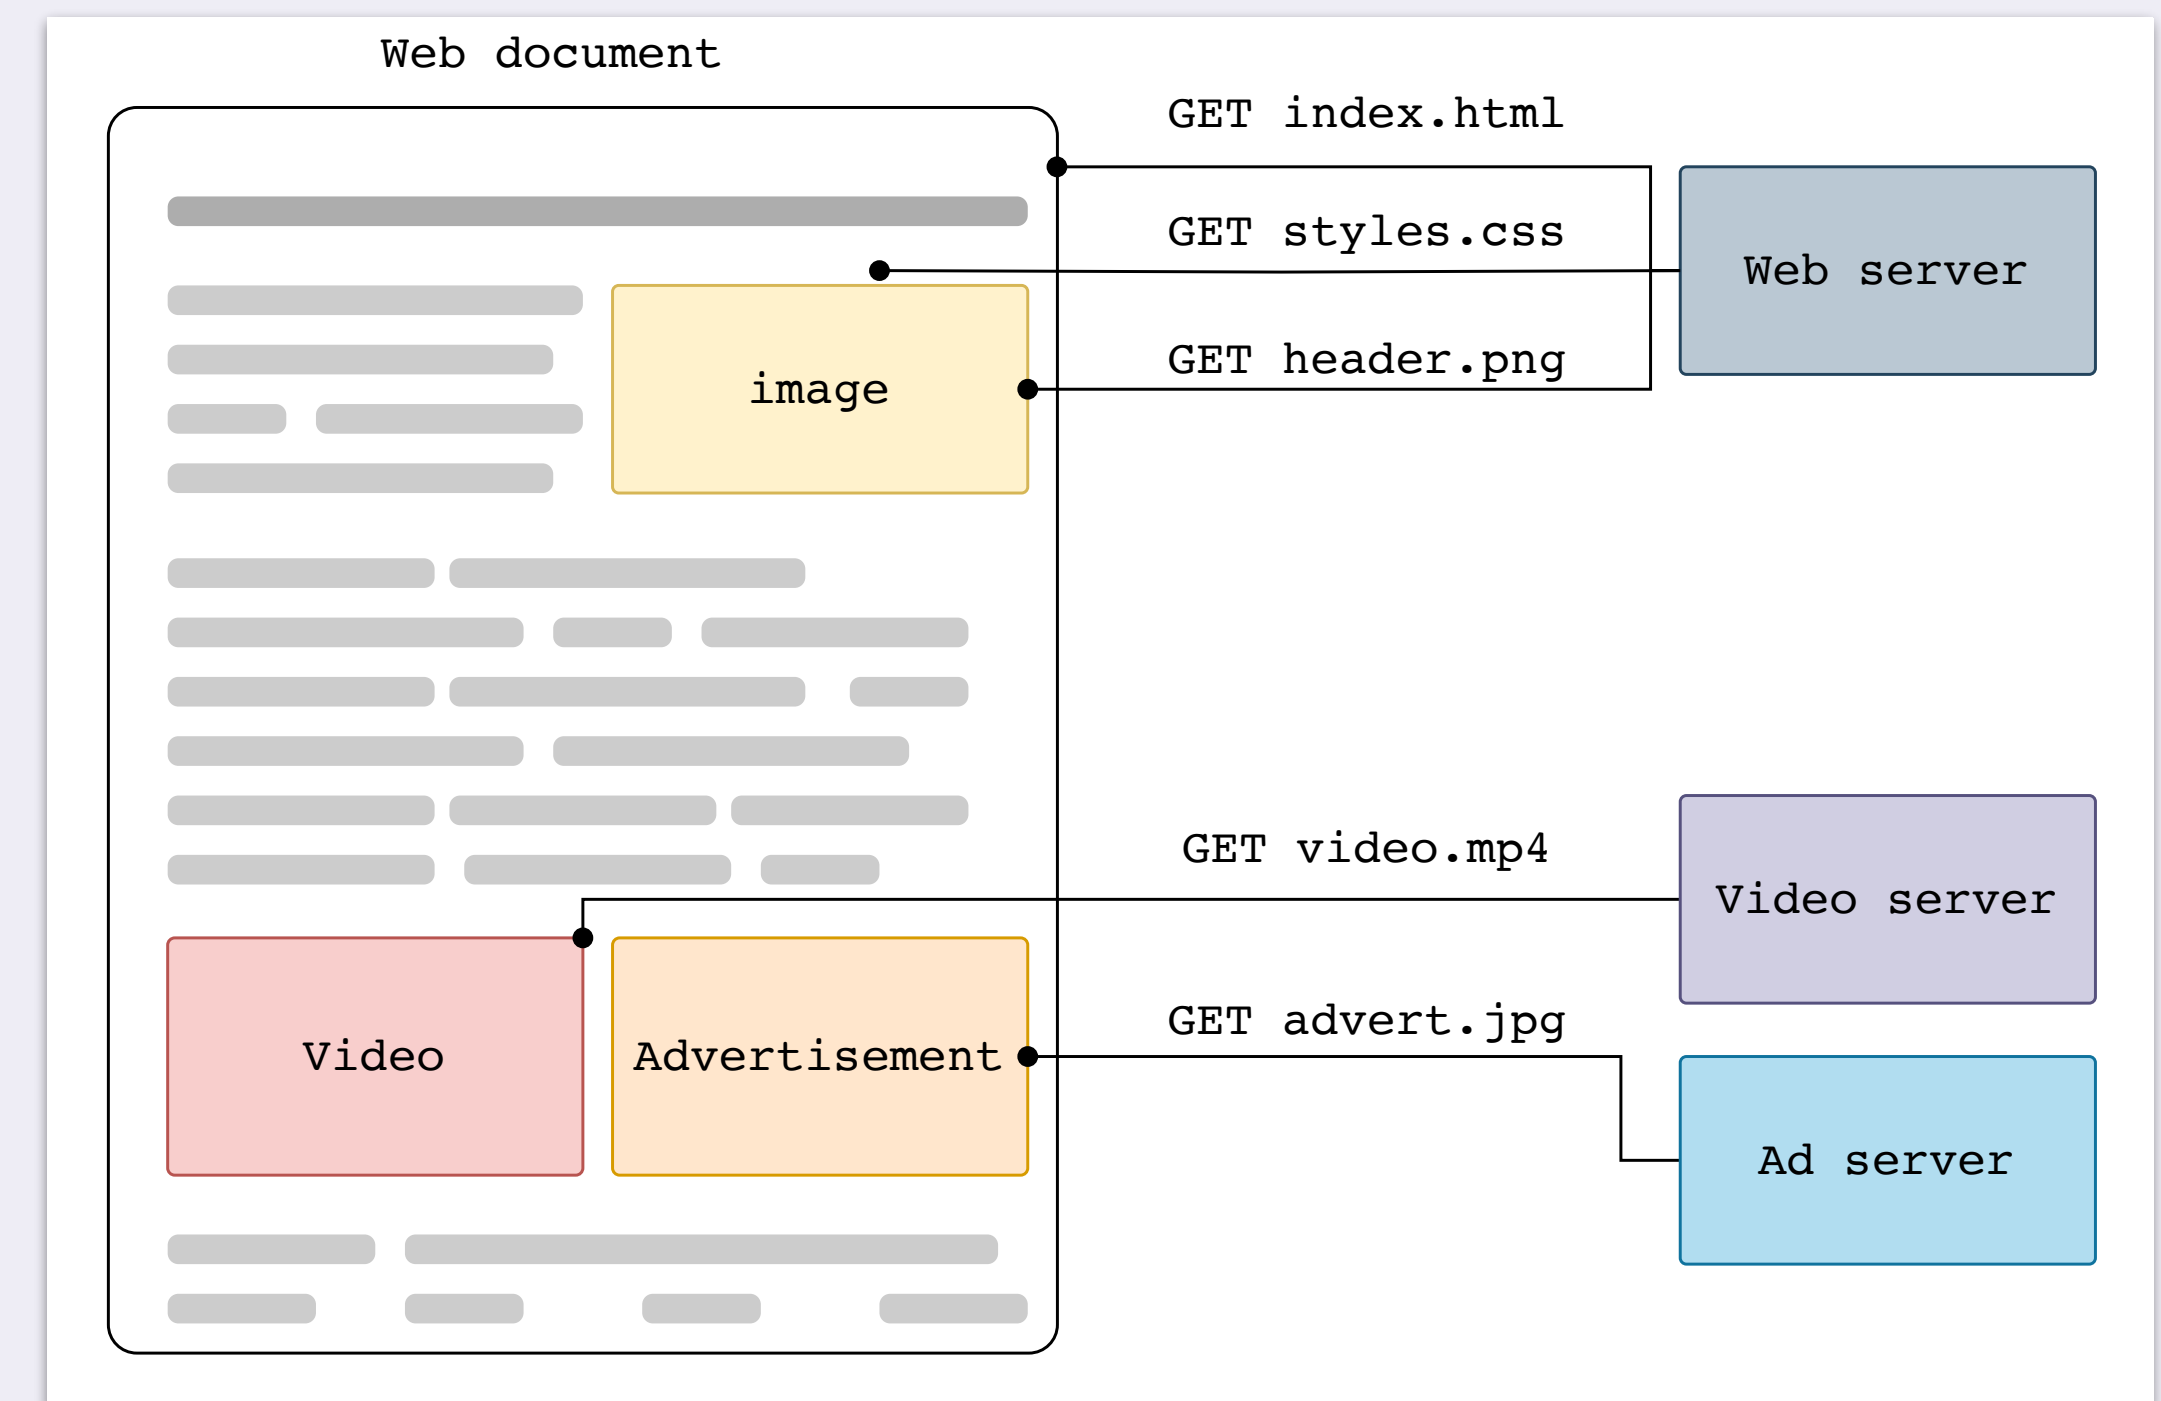 Web document
GET index.html
GET styles.css
Web server
GET header.png
image
GET video.mp4
Video server
GET advert.jpg
Video
Advertisement
Ad server